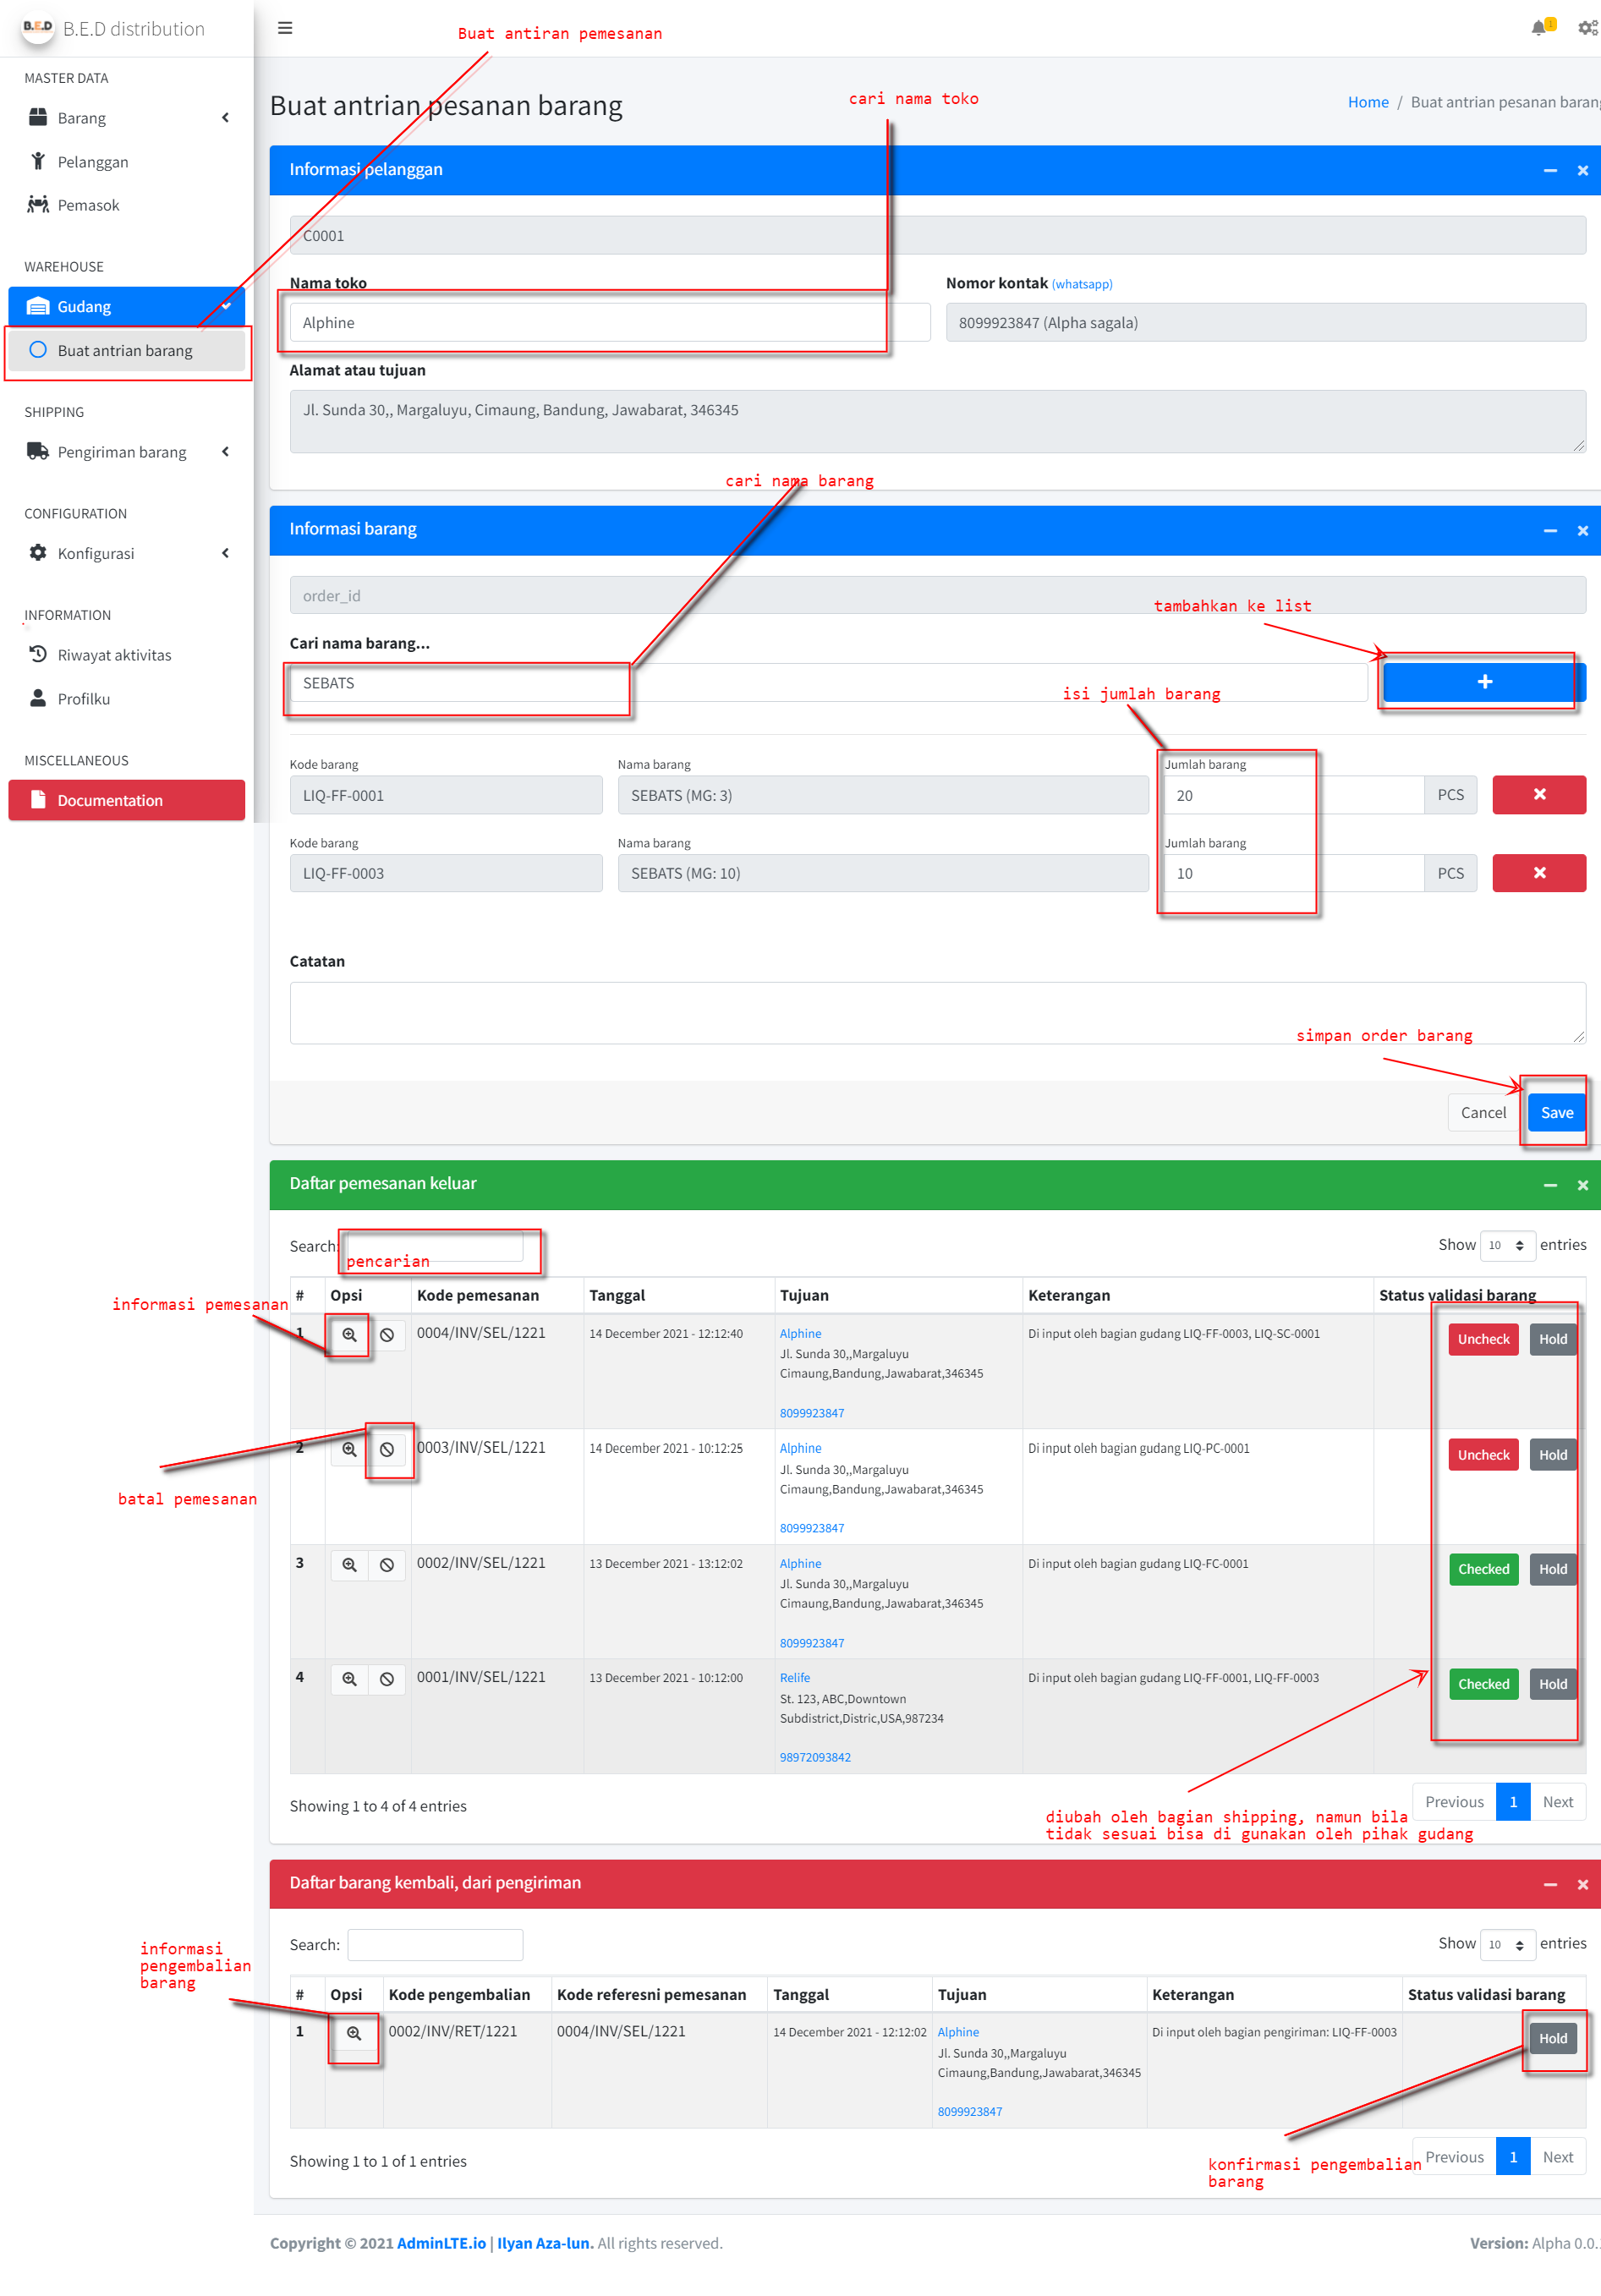 B.E.D B.E.D distribution
Buat antiran pemesanan
1
MASTER DATA
Barang
Pelanggan
Pemasok
WAREHOUSE
Gudang
Buat antrian barang
SHIPPING
Pengiriman barang
CONFIGURATION
Konfigurasi
INFORMATION
Riwayat aktivitas
Profilku
MISCELLANEOUS
Documentation
Buat antrian pesanan barang
cari nama toko
Home / Buat antrian pesanan barang
Informasi pelanggan
C0001
Nama toko
Nomor kontak (whatsapp)
Alphine
8099923847 (Alpha sagala)
Alamat atau tujuan
Jl. Sunda 30,, Margaluyu, Cimaung, Bandung, Jawabarat, 346345
cari nama barang
Informasi barang
order_id
tambahkan ke list
Cari nama barang...
SEBATS
isi jumlah barang
Kode barang Nama barang Jumlah barang
LIQ-FF-0001 SEBATS (MG: 3) 20 PCS
Kode barang Nama barang Jumlah barang
LIQ-FF-0003 SEBATS (MG: 10) 10 PCS
Catatan
simpan order barang
Cancel Save
Daftar pemesanan keluar
Search: pencarian
Show 10 entries
informasi pemesanan
# Opsi Kode pemesanan Tanggal Tujuan Keterangan Status validasi barang
1 0004/INV/SEL/1221 14 December 2021 - 12:12:40 Alphine Di input oleh bagian gudang LIQ-FF-0003, LIQ-SC-0001 Uncheck Hold
Jl. Sunda 30,,Margaluyu
Cimaung,Bandung,Jawabarat,346345
8099923847
2 0003/INV/SEL/1221 14 December 2021 - 10:12:25 Alphine Di input oleh bagian gudang LIQ-PC-0001 Uncheck Hold
Jl. Sunda 30,,Margaluyu
Cimaung,Bandung,Jawabarat,346345
8099923847
batal pemesanan
3 0002/INV/SEL/1221 13 December 2021 - 13:12:02 Alphine Di input oleh bagian gudang LIQ-FC-0001 Checked Hold
Jl. Sunda 30,,Margaluyu
Cimaung,Bandung,Jawabarat,346345
8099923847
4 0001/INV/SEL/1221 13 December 2021 - 10:12:00 Relife Di input oleh bagian gudang LIQ-FF-0001, LIQ-FF-0003 Checked Hold
St. 123, ABC,Downtown
Subdistrict,Distric,USA,987234
98972093842
Showing 1 to 4 of 4 entries
Previous 1 Next
diubah oleh bagian shipping, namun bila
tidak sesuai bisa di gunakan oleh pihak gudang
Daftar barang kembali, dari pengiriman
Search:
Show 10 entries
informasi
pengembalian
barang
# Opsi Kode pengembalian Kode referesni pemesanan Tanggal Tujuan Keterangan Status validasi barang
1 0002/INV/RET/1221 0004/INV/SEL/1221 14 December 2021 - 12:12:02 Alphine Di input oleh bagian pengiriman: LIQ-FF-0003 Hold
Jl. Sunda 30,,Margaluyu
Cimaung,Bandung,Jawabarat,346345
8099923847
Showing 1 to 1 of 1 entries
Previous 1 Next
konfirmasi pengembalian
barang
Copyright © 2021 AdminLTE.io | Ilyan Aza-lun. All rights reserved.
Version: Alpha 0.0.